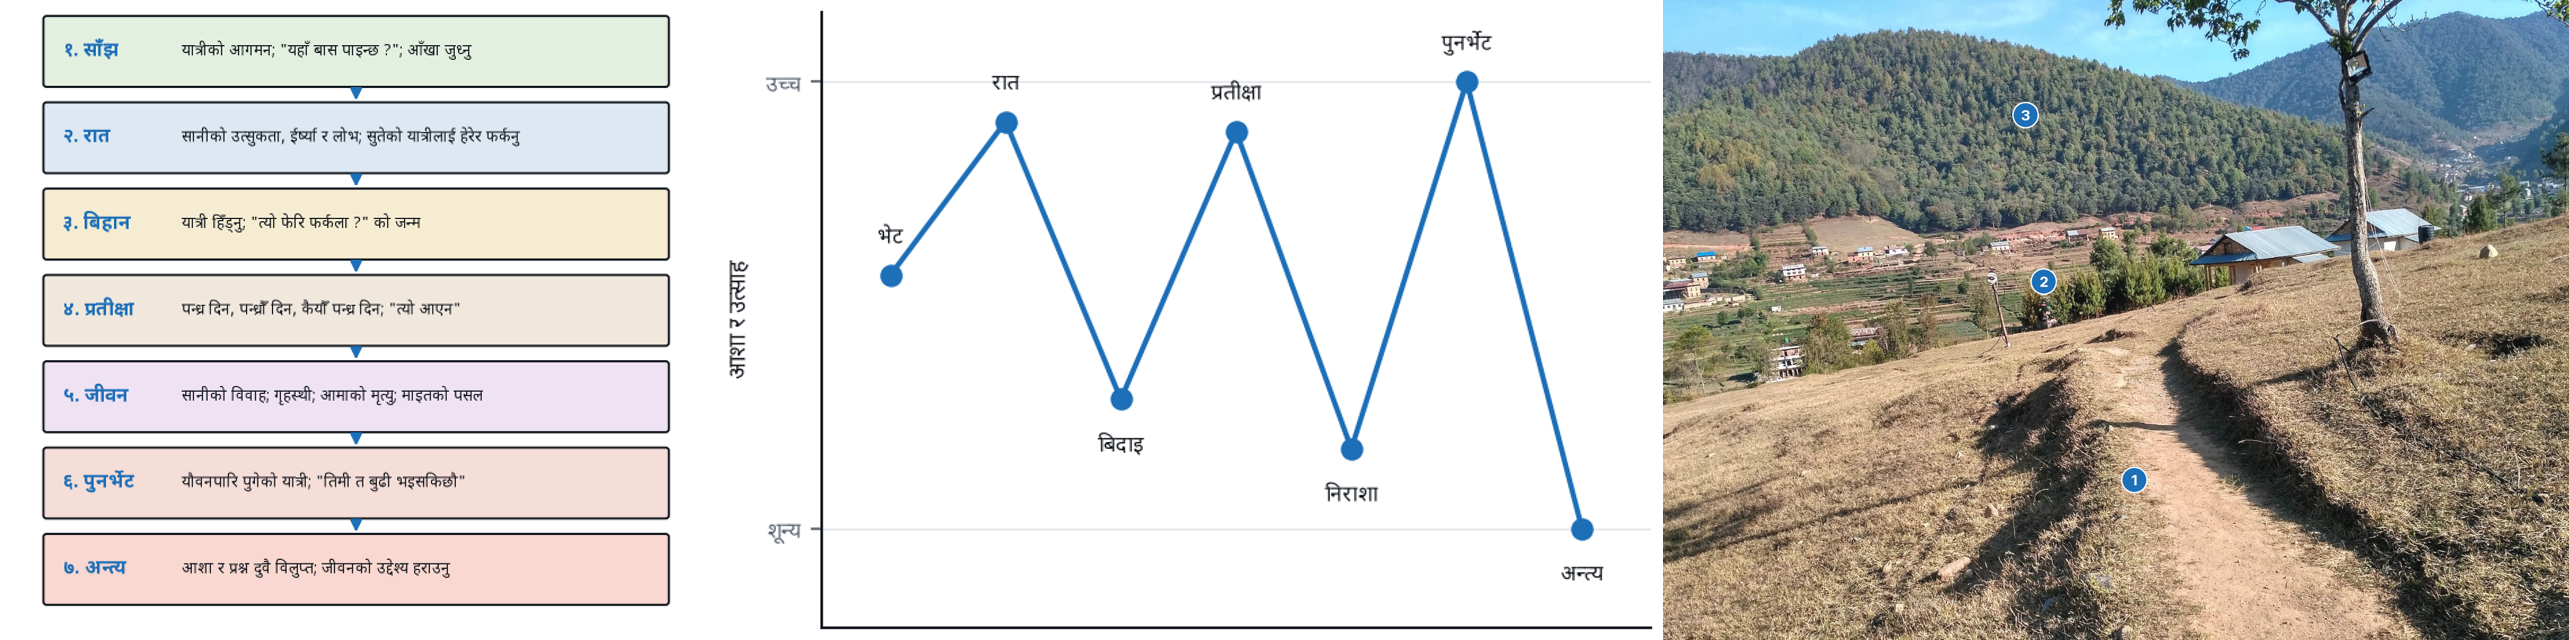 १. साँझ यात्रीको आगमन; "यहाँ बास पाइन्छ ?"; आँखा जुध्नु
२. रात सानीको उत्सुकता, ईर्ष्या र लोभ; सुतेको यात्रीलाई हेरेर फर्कनु
३. बिहान यात्री हिँड्नु; "त्यो फेरि फर्कला ?" को जन्म
४. प्रतीक्षा पन्ध्र दिन, पन्ध्रौँ दिन, कैयौँ पन्ध्र दिन; "त्यो आएन"
५. जीवन सानीको विवाह; गृहस्थी; आमाको मृत्यु; माइतको पसल
६. पुनर्भेट यौवनपारि पुगेको यात्री; "तिमी त बुढी भइसकिछौ"
७. अन्त्य आशा र प्रश्न दुवै विलुप्त; जीवनको उद्देश्य हराउनु
आशा र उत्साह
उच्च
शून्य
भेट
रात
बिदाइ
प्रतीक्षा
निराशा
पुनर्भेट
अन्त्य
3
2
1